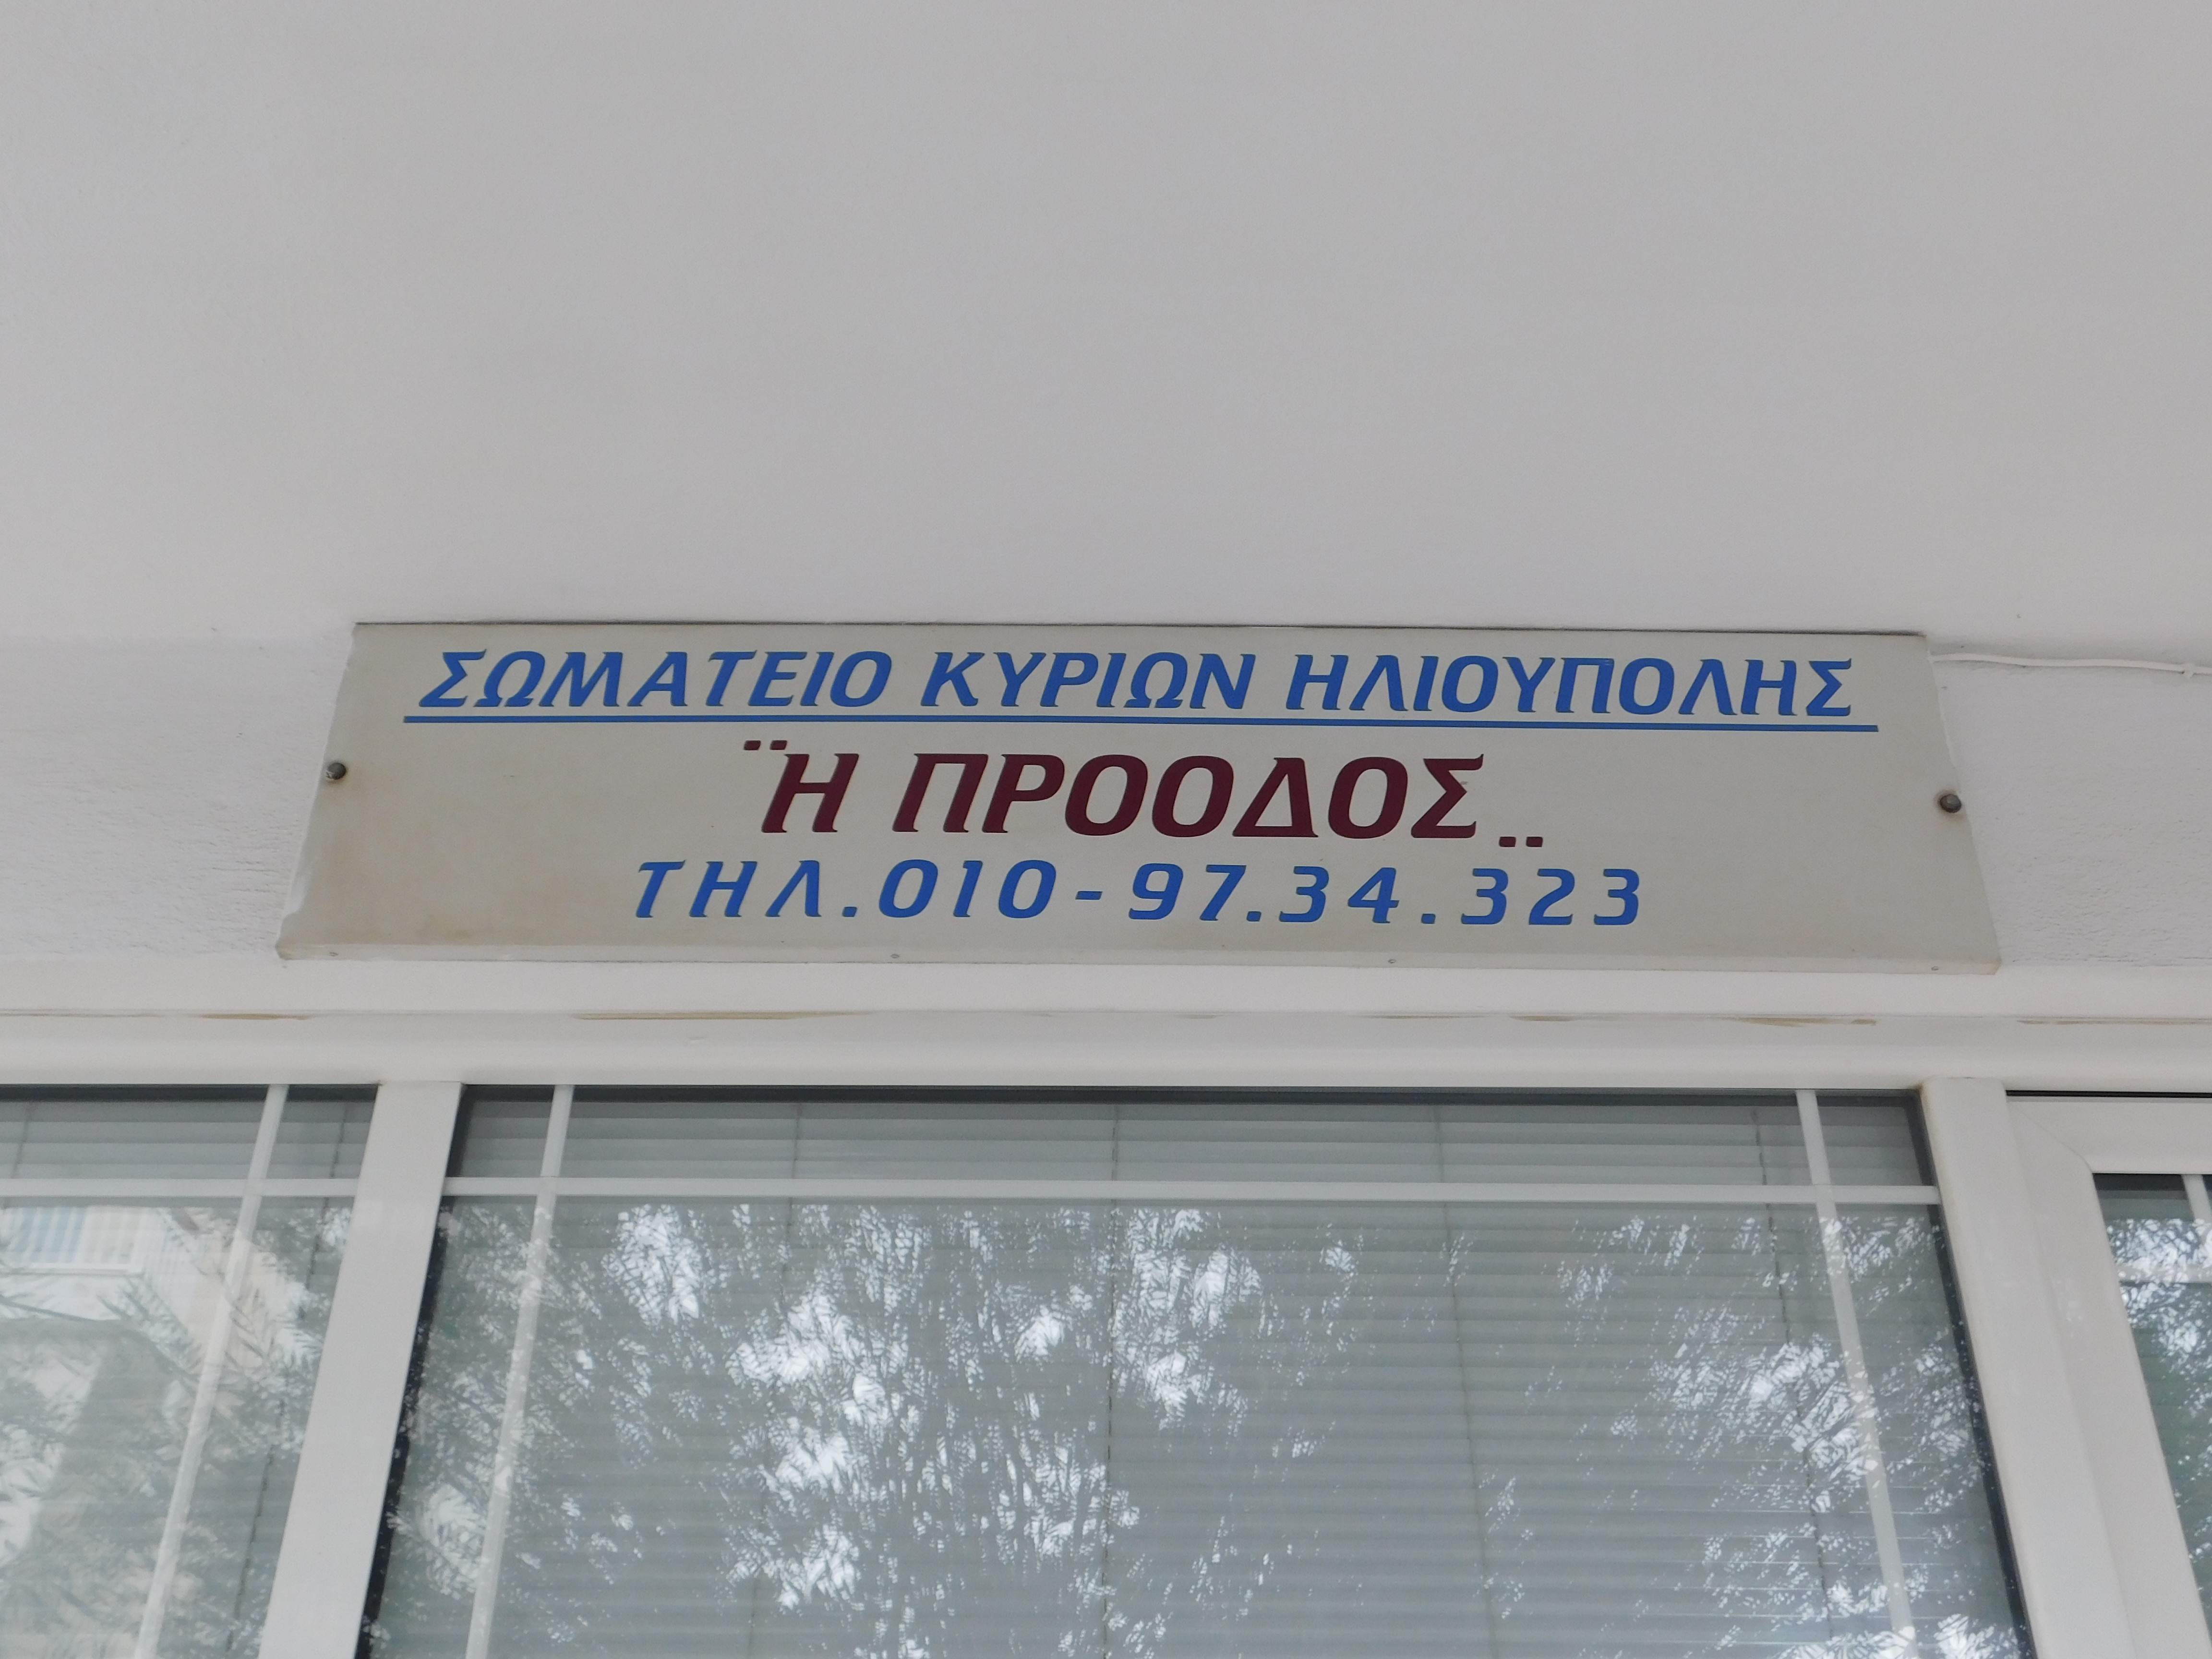 ΣΩΜΑΤΕΙΟ ΚΥΡΙΩΝ ΗΛΙΟΥΠΟΛΗΣ
¨Η ΠΡΟΟΔΟΣ..
ΤΗΛ.010-97.34.323